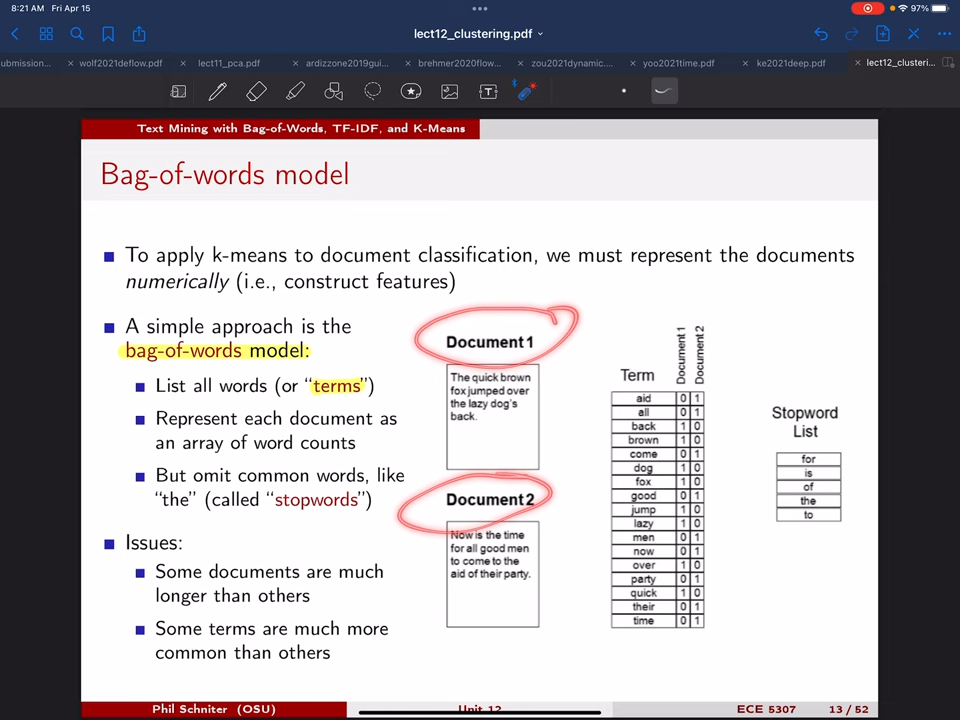 8:21 AM Fri Apr 15
97%
lect12_clustering.pdf
ubmission...
wolf2021deflow.pdf
lect11_pca.pdf
ardizzone2019gui...
brehmer2020flow...
zou2021dynamic....
yoo2021time.pdf
ke2021deep.pdf
lect12_clusteri...
Text Mining with Bag-of-Words, TF-IDF, and K-Means
Bag-of-words model
To apply k-means to document classification, we must represent the documents
numerically (i.e., construct features)
A simple approach is the
bag-of-words model:
List all words (or “terms”)
Represent each document as
an array of word counts
But omit common words, like
“the” (called “stopwords”)
Issues:
Some documents are much
longer than others
Some terms are much more
common than others
Document 1
The quick brown
fox jumped over
the lazy dog's
back.
Document 2
Now is the time
for all good men
to come to the
aid of their party.
Term Document 1 Document 2
aid 0 1
all 0 1
back 1 0
brown 1 0
come 0 1
dog 1 0
fox 1 0
good 0 1
jump 1 0
lazy 1 0
men 0 1
now 0 1
over 1 0
party 0 1
quick 1 0
their 0 1
time 0 1
Stopword
List
for
is
of
the
to
Phil Schniter (OSU)
Unit 12
ECE 5307
13 / 52